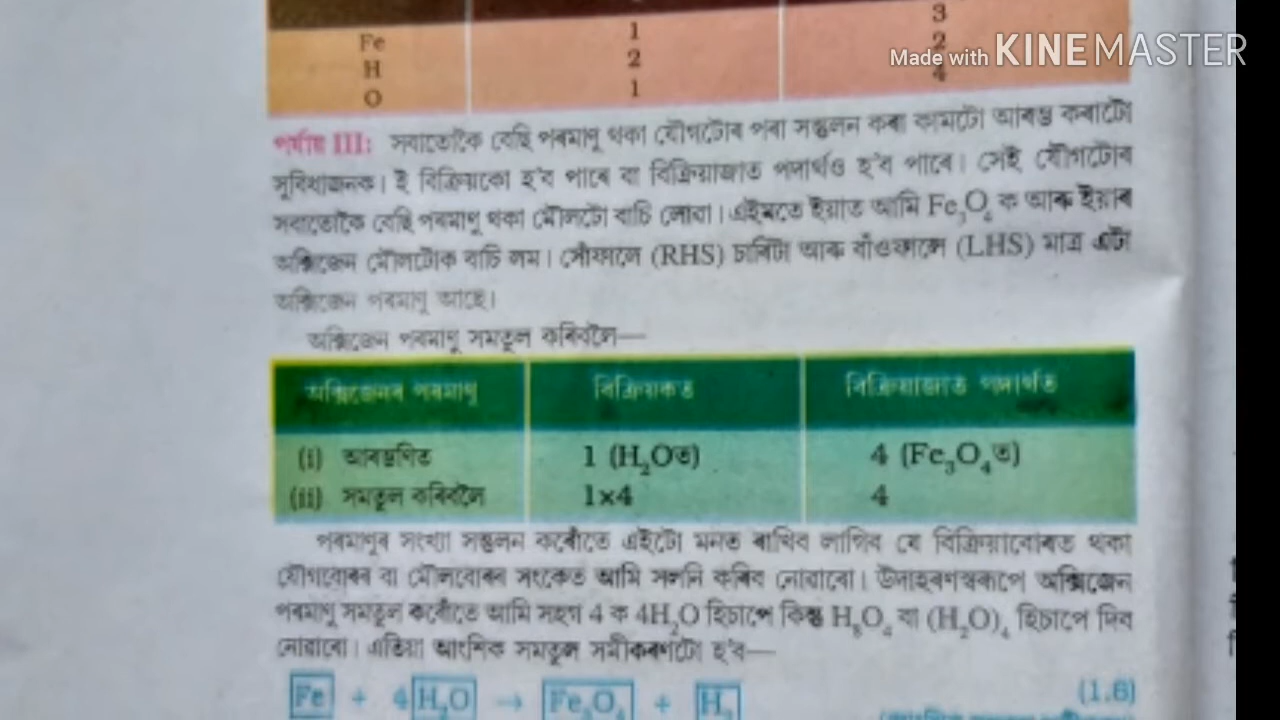 3
Fe 1 2
H 2 4
O 1
Made with KINEMASTER
পৰ্যায় III: সবাতোকৈ বেছি পৰমাণু থকা যৌগটোৰ পৰা সন্তুলন কৰা কামটো আৰম্ভ কৰাটো
সুবিধাজনক। ই বিক্ৰিয়কো হ'ব পাৰে বা বিক্ৰিয়াজাত পদাৰ্থও হ'ব পাৰে। সেই যৌগটোৰ
সবাতোকৈ বেছি পৰমাণু থকা মৌলটো বাচি লোৱা। এইমতে ইয়াত আমি Fe₃O₄ ক আৰু ইয়াৰ
অক্সিজেন মৌলটোক বাচি লম। সোঁফালে (RHS) চাৰিটা আৰু বাঁওফালে (LHS) মাত্ৰ এটা
অক্সিজেন পৰমাণু আছে।
অক্সিজেন পৰমাণু সমতুল কৰিবলৈ—
অক্সিজেনৰ পৰমাণু বিক্ৰিয়কত বিক্ৰিয়াজাত পদাৰ্থত
(i) আৰম্ভণিত 1 (H₂Oত) 4 (Fe₃O₄ত)
(ii) সমতুল কৰিবলৈ 1×4 4
পৰমাণুৰ সংখ্যা সন্তুলন কৰোঁতে এইটো মনত ৰাখিব লাগিব যে বিক্ৰিয়াবোৰত থকা
যৌগবোৰৰ বা মৌলবোৰৰ সংকেত আমি সলনি কৰিব নোৱাৰো। উদাহৰণস্বৰূপে অক্সিজেন
পৰমাণু সমতুল কৰোঁতে আমি সহগ 4 ক 4H₂O হিচাপে কিন্তু H₈O₄ বা (H₂O)₄ হিচাপে দিব
নোৱাৰো। এতিয়া আংশিক সমতুল সমীকৰণটো হ'ব—
Fe + 4 H₂O → Fe₃O₄ + H₂ (1.6)